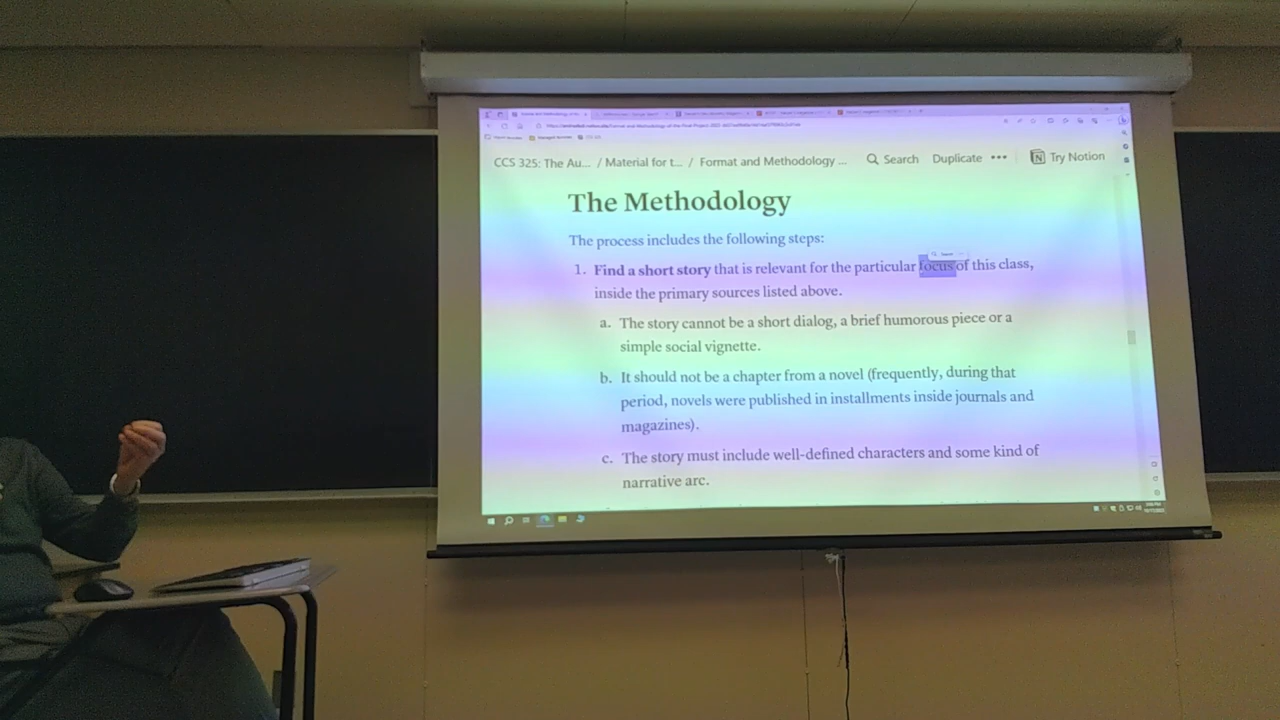 CCS 325: The Au... / Material for t... / Format and Methodology ... Search Duplicate ••• Try Notion
The Methodology
The process includes the following steps:
1. Find a short story that is relevant for the particular focus of this class,
inside the primary sources listed above.
a. The story cannot be a short dialog, a brief humorous piece or a
simple social vignette.
b. It should not be a chapter from a novel (frequently, during that
period, novels were published in installments inside journals and
magazines).
c. The story must include well-defined characters and some kind of
narrative arc.